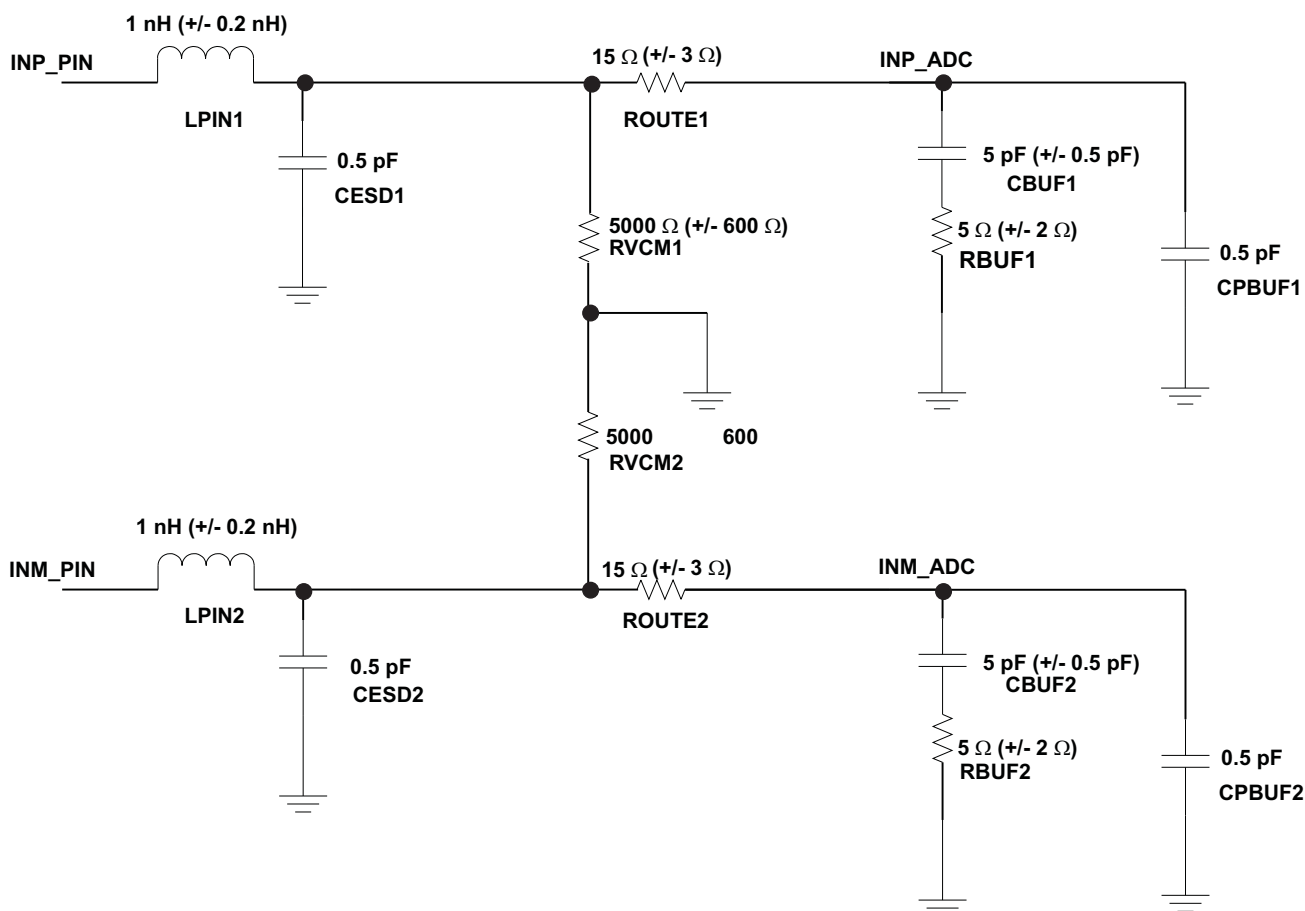 1 nH (+/- 0.2 nH)
INP_PIN
LPIN1
15 Ω (+/- 3 Ω)
ROUTE1
INP_ADC
0.5 pF
CESD1
5 pF (+/- 0.5 pF)
CBUF1
5000 Ω (+/- 600 Ω)
RVCM1
5 Ω (+/- 2 Ω)
RBUF1
0.5 pF
CPBUF1
5000 600
RVCM2
1 nH (+/- 0.2 nH)
INM_PIN
LPIN2
15 Ω (+/- 3 Ω)
ROUTE2
INM_ADC
0.5 pF
CESD2
5 pF (+/- 0.5 pF)
CBUF2
5 Ω (+/- 2 Ω)
RBUF2
0.5 pF
CPBUF2